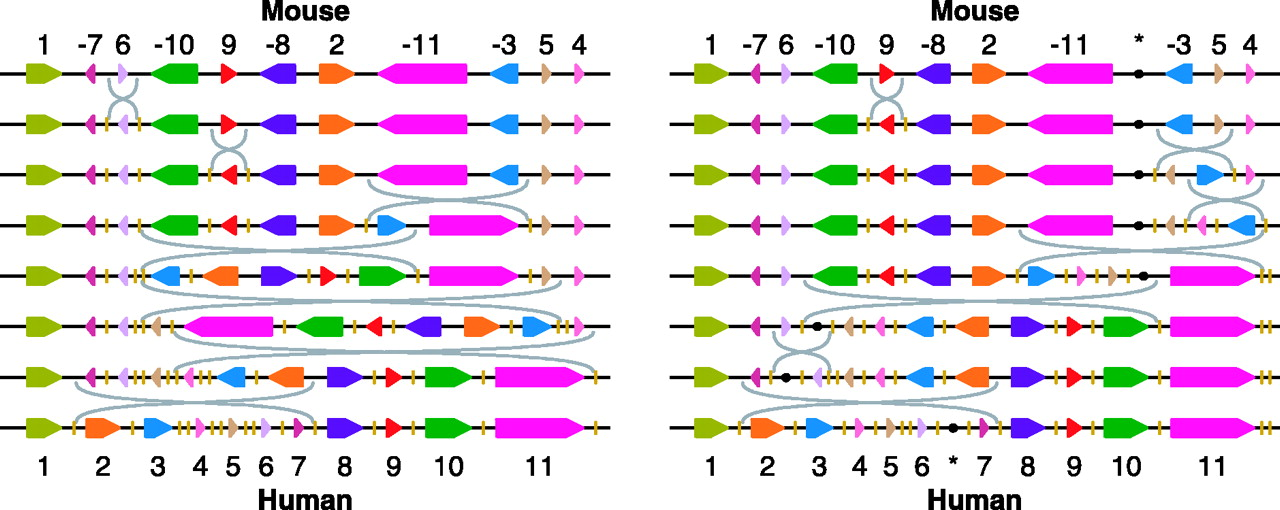 Mouse
1 -7 6 -10 9 -8 2 -11 -3 5 4
1 2 3 4 5 6 7 8 9 10 11
Human
Mouse
1 -7 6 -10 9 -8 2 -11 * -3 5 4
1 2 3 4 5 6 * 7 8 9 10 11
Human